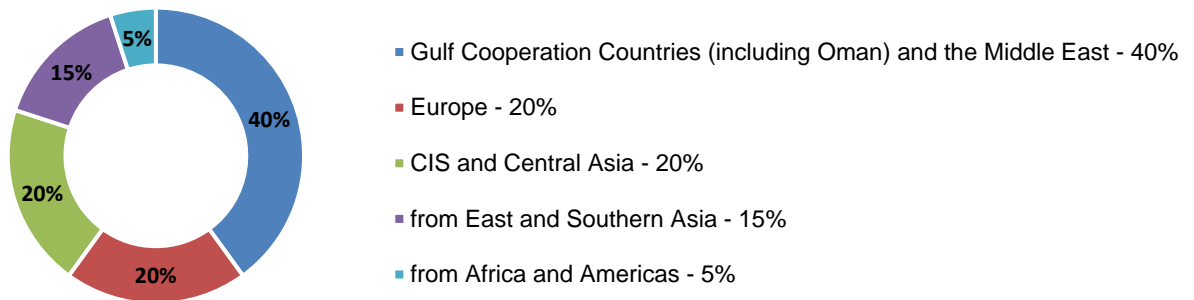 5%
15%
40%
20%
20%
Gulf Cooperation Countries (including Oman) and the Middle East - 40%
Europe - 20%
CIS and Central Asia - 20%
from East and Southern Asia - 15%
from Africa and Americas - 5%